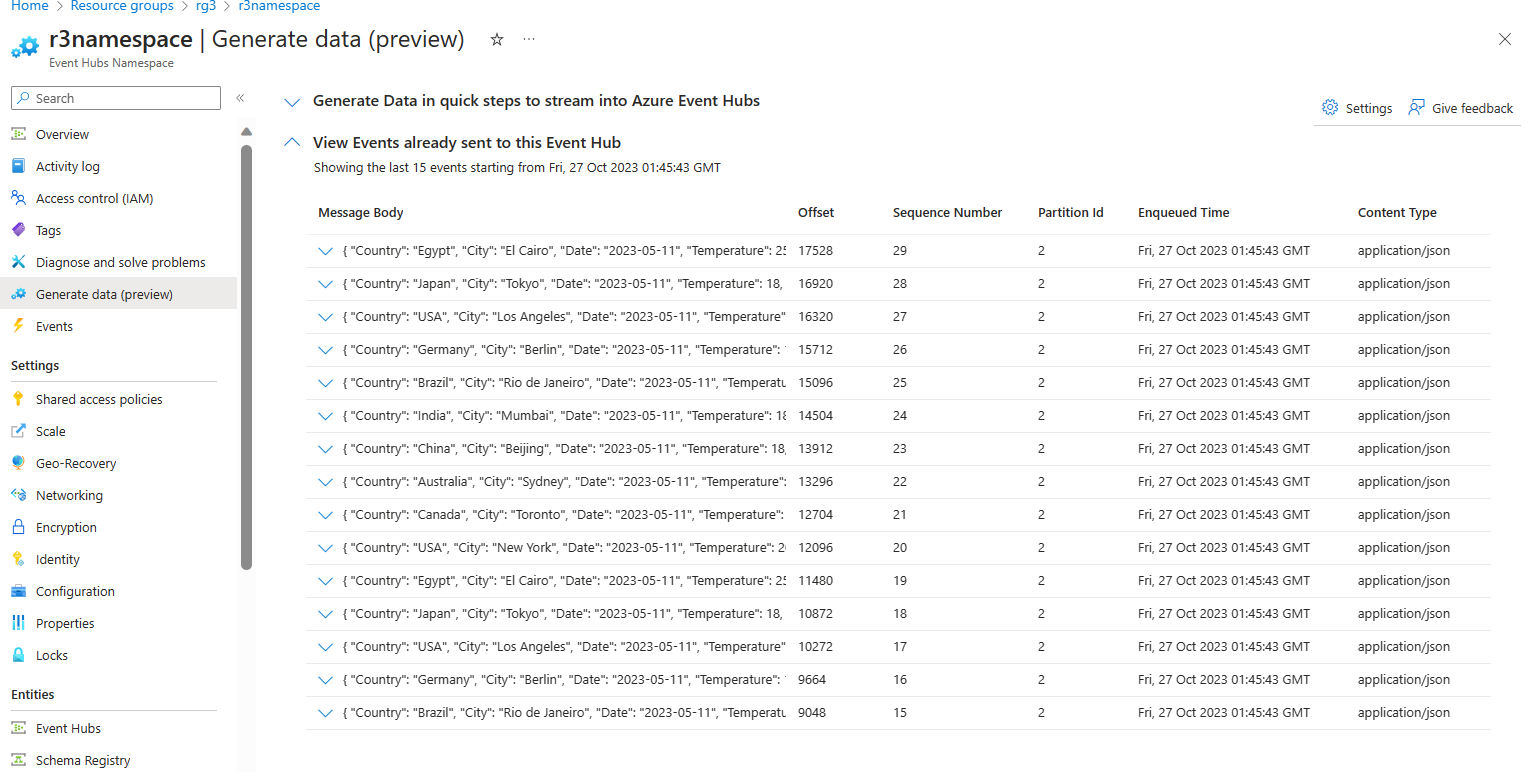 Home > Resource groups > rg3 > r3namespace
r3namespace | Generate data (preview)
Event Hubs Namespace
Search
Overview
Activity log
Access control (IAM)
Tags
Diagnose and solve problems
Generate data (preview)
Events
Settings
Shared access policies
Scale
Geo-Recovery
Networking
Encryption
Identity
Configuration
Properties
Locks
Entities
Event Hubs
Schema Registry
Generate Data in quick steps to stream into Azure Event Hubs
Settings Give feedback
View Events already sent to this Event Hub
Showing the last 15 events starting from Fri, 27 Oct 2023 01:45:43 GMT
Message Body Offset Sequence Number Partition Id Enqueued Time Content Type
{ "Country": "Egypt", "City": "El Cairo", "Date": "2023-05-11", "Temperature": 25 17528 29 2 Fri, 27 Oct 2023 01:45:43 GMT application/json
{ "Country": "Japan", "City": "Tokyo", "Date": "2023-05-11", "Temperature": 18, 16920 28 2 Fri, 27 Oct 2023 01:45:43 GMT application/json
{ "Country": "USA", "City": "Los Angeles", "Date": "2023-05-11", "Temperature" 16320 27 2 Fri, 27 Oct 2023 01:45:43 GMT application/json
{ "Country": "Germany", "City": "Berlin", "Date": "2023-05-11", "Temperature": 15712 26 2 Fri, 27 Oct 2023 01:45:43 GMT application/json
{ "Country": "Brazil", "City": "Rio de Janeiro", "Date": "2023-05-11", "Temperatu 15096 25 2 Fri, 27 Oct 2023 01:45:43 GMT application/json
{ "Country": "India", "City": "Mumbai", "Date": "2023-05-11", "Temperature": 18 14504 24 2 Fri, 27 Oct 2023 01:45:43 GMT application/json
{ "Country": "China", "City": "Beijing", "Date": "2023-05-11", "Temperature": 18, 13912 23 2 Fri, 27 Oct 2023 01:45:43 GMT application/json
{ "Country": "Australia", "City": "Sydney", "Date": "2023-05-11", "Temperature": 13296 22 2 Fri, 27 Oct 2023 01:45:43 GMT application/json
{ "Country": "Canada", "City": "Toronto", "Date": "2023-05-11", "Temperature": 12704 21 2 Fri, 27 Oct 2023 01:45:43 GMT application/json
{ "Country": "USA", "City": "New York", "Date": "2023-05-11", "Temperature": 20 12096 20 2 Fri, 27 Oct 2023 01:45:43 GMT application/json
{ "Country": "Egypt", "City": "El Cairo", "Date": "2023-05-11", "Temperature": 25 11480 19 2 Fri, 27 Oct 2023 01:45:43 GMT application/json
{ "Country": "Japan", "City": "Tokyo", "Date": "2023-05-11", "Temperature": 18, 10872 18 2 Fri, 27 Oct 2023 01:45:43 GMT application/json
{ "Country": "USA", "City": "Los Angeles", "Date": "2023-05-11", "Temperature" 10272 17 2 Fri, 27 Oct 2023 01:45:43 GMT application/json
{ "Country": "Germany", "City": "Berlin", "Date": "2023-05-11", "Temperature": 9664 16 2 Fri, 27 Oct 2023 01:45:43 GMT application/json
{ "Country": "Brazil", "City": "Rio de Janeiro", "Date": "2023-05-11", "Temperatu 9048 15 2 Fri, 27 Oct 2023 01:45:43 GMT application/json